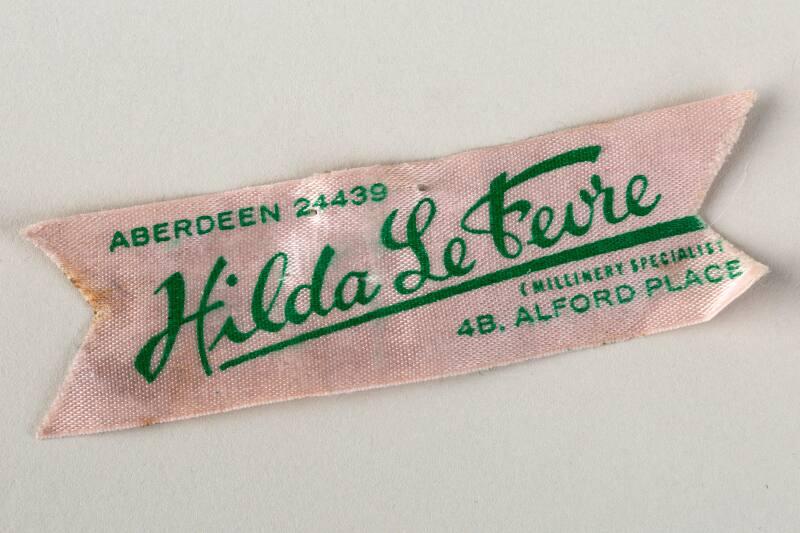 ABERDEEN 24439
Hilda Le Fevre
(MILLINERY SPECIALIST
4B, ALFORD PLACE